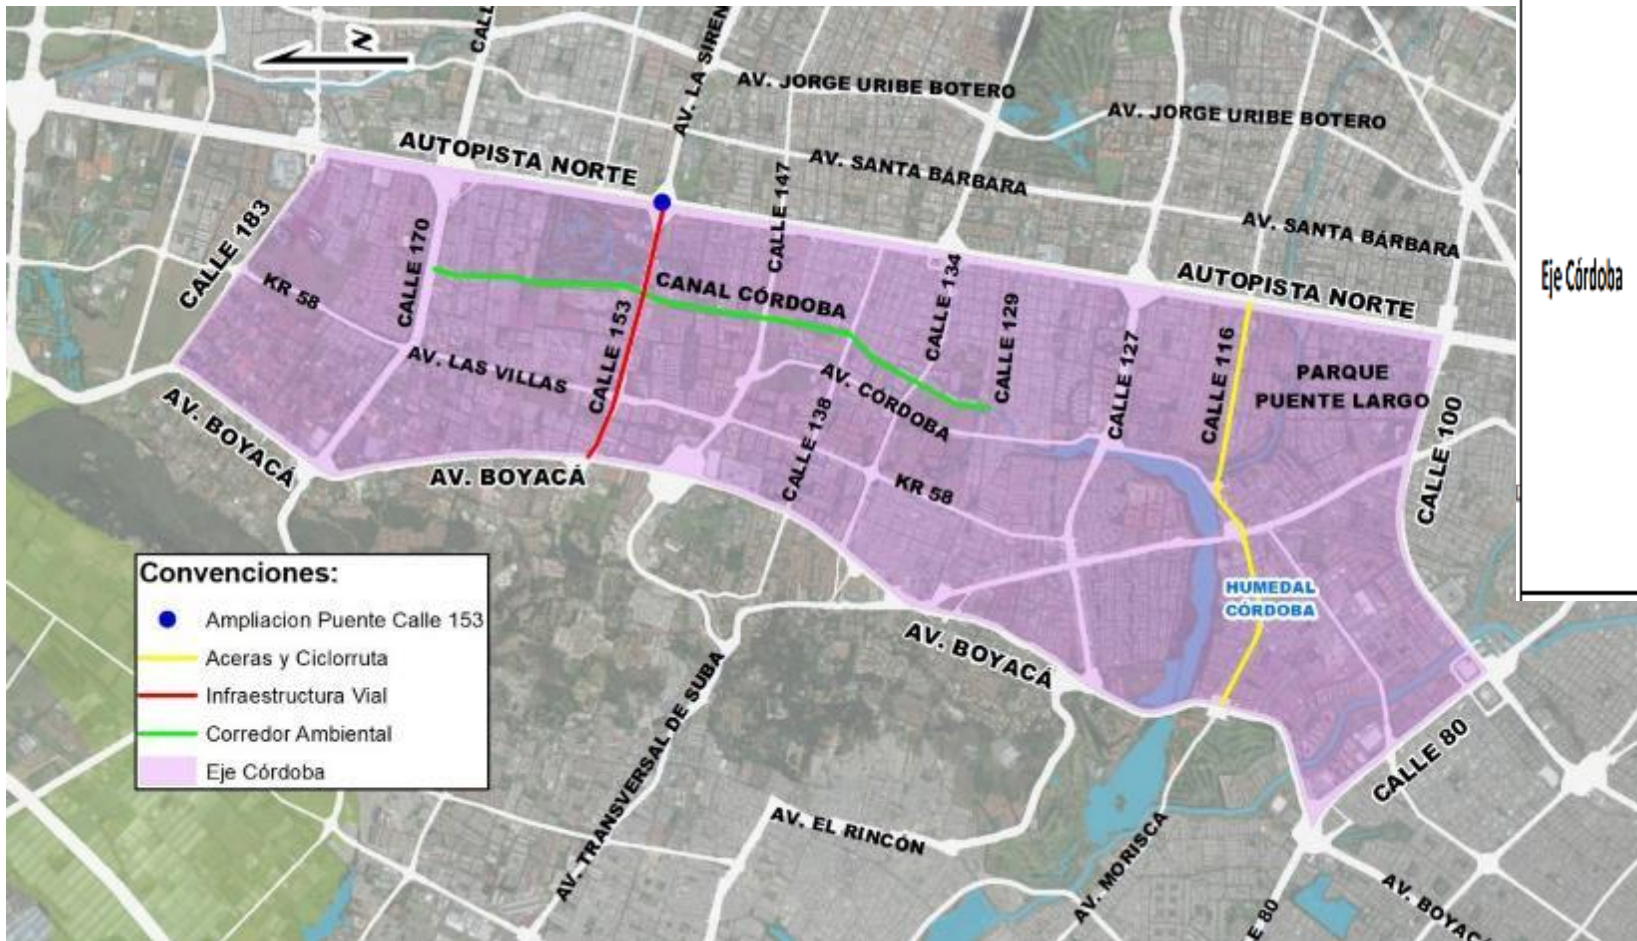 N
CALL
AV. LA SIREN
AV. JORGE URIBE BOTERO
AV. JORGE URIBE BOTERO
AUTOPISTA NORTE
AV. SANTA BÁRBARA
AV. SANTA BÁRBARA
CALLE 183
CALLE 170
CALLE 147
CALLE 134
AUTOPISTA NORTE
Eje Córdoba
KR 58
CANAL CÓRDOBA
CALLE 153
CALLE 129
CALLE 127
CALLE 116
PARQUE
PUENTE LARGO
AV. LAS VILLAS
AV. CÓRDOBA
CALLE 138
CALLE 100
AV. BOYACÁ
AV. BOYACÁ
KR 58
HUMEDAL
CÓRDOBA
AV. BOYACÁ
Convenciones:
Ampliacion Puente Calle 153
Aceras y Ciclorruta
Infraestructura Vial
Corredor Ambiental
Eje Córdoba
AV. TRANSVERSAL DE SUBA
CALLE 80
AV. EL RINCÓN
AV. MORISCA
E 80
AV. BOYACÁ